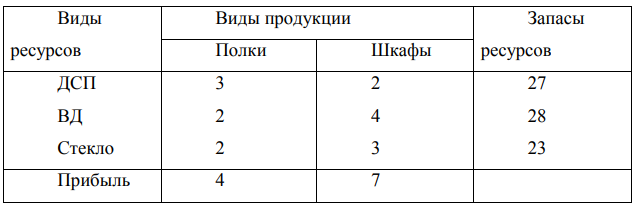 Виды Виды продукции Запасы
ресурсов Полки Шкафы ресурсов
ДСП 3 2 27
ВД 2 4 28
Стекло 2 3 23
Прибыль 4 7